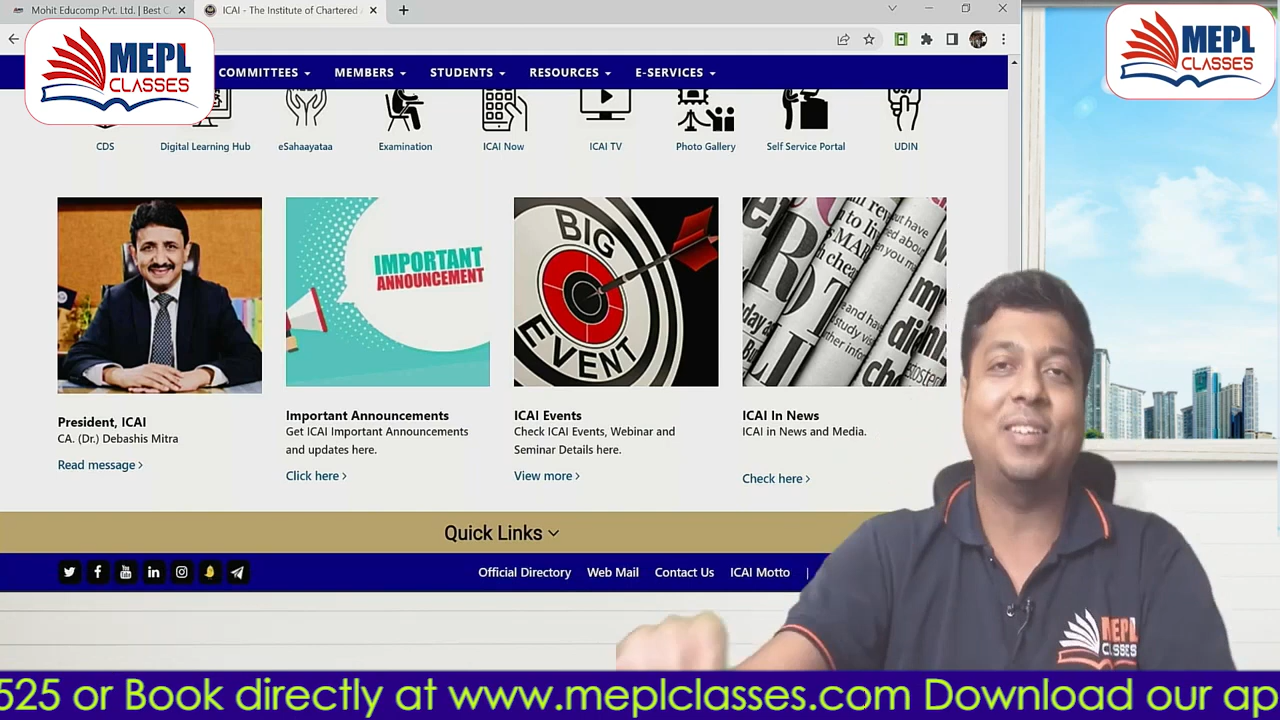 Mohit Educomp Pvt. Ltd. | Best C
ICAI - The Institute of Chartered
MEPL
CLASSES
MEPL
CLASSES
COMMITTEES
MEMBERS
STUDENTS
RESOURCES
E-SERVICES
CDS
Digital Learning Hub
eSahaayataa
Examination
ICAI Now
ICAI TV
Photo Gallery
Self Service Portal
UDIN
IMPORTANT
ANNOUNCEMENT
BIG
EVENT
President, ICAI
CA. (Dr.) Debashis Mitra
Read message
Important Announcements
Get ICAI Important Announcements
and updates here.
Click here
ICAI Events
Check ICAI Events, Webinar and
Seminar Details here.
View more
ICAI In News
ICAI in News and Media.
Check here
Quick Links
Official Directory
Web Mail
Contact Us
ICAI Motto |
MEPL
CLASSES
525 or Book directly at www.meplclasses.com Download our ap